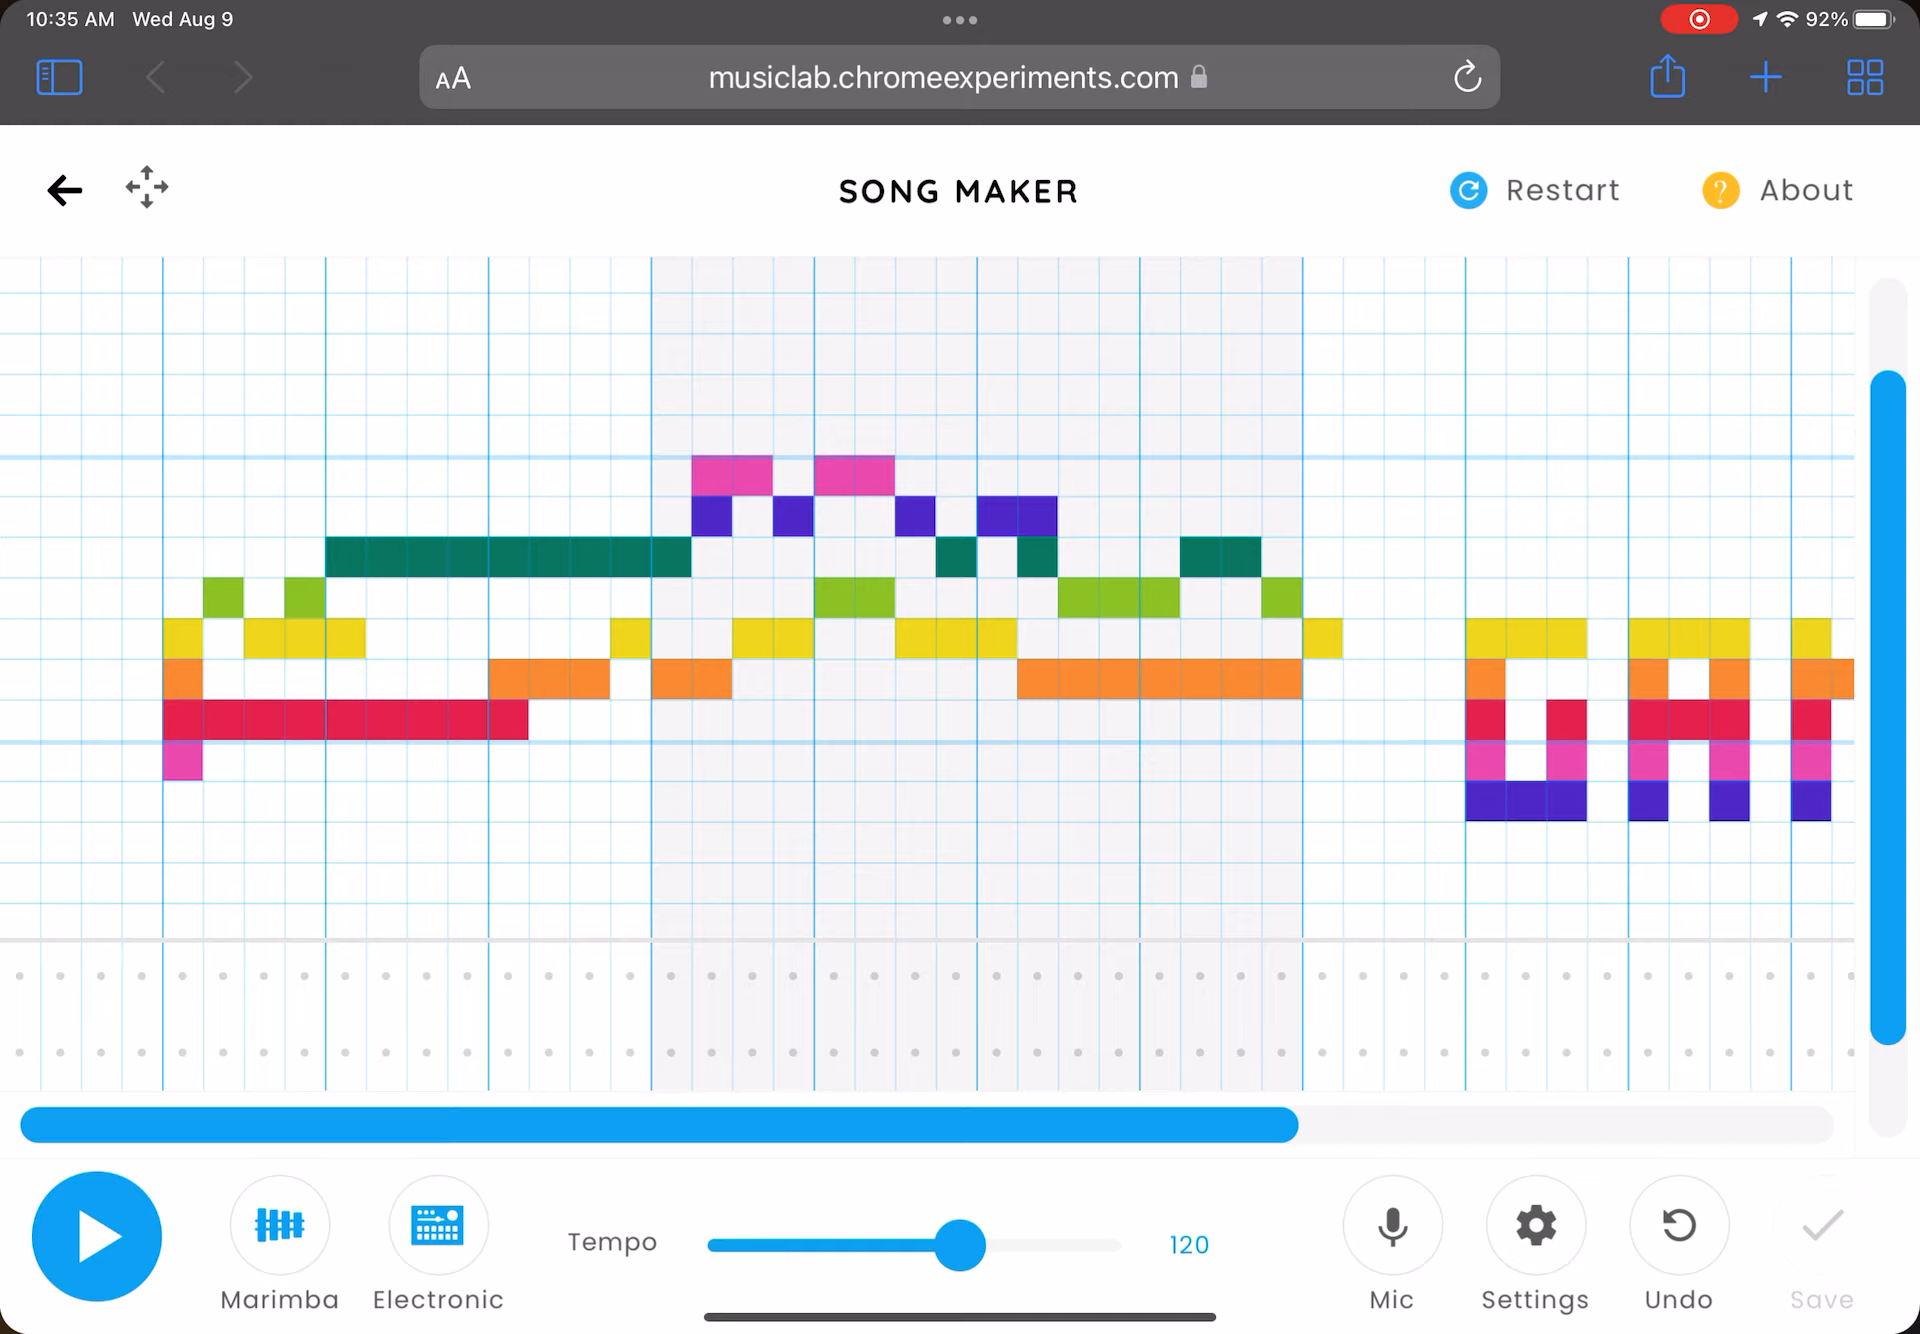 10:35 AM Wed Aug 9
92%
AA
musiclab.chromeexperiments.com
SONG MAKER
Restart
? About
GA
Tempo
120
Marimba
Electronic
Mic
Settings
Undo
Save